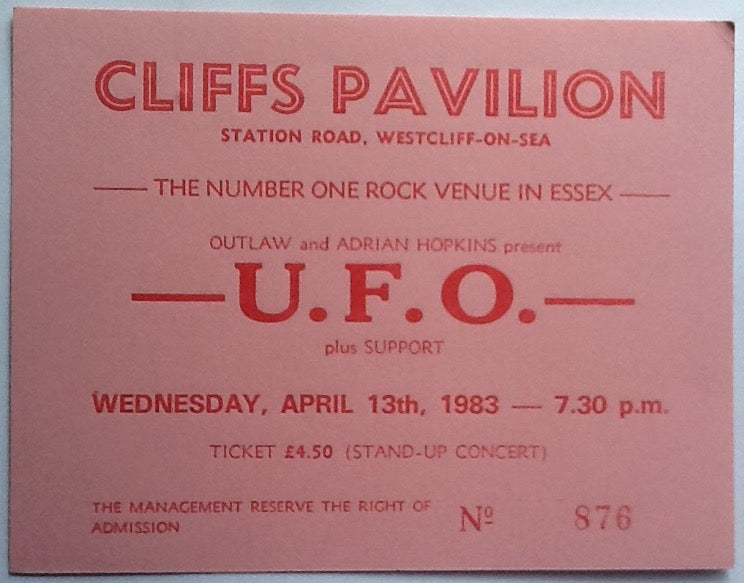 CLIFFS PAVILION
STATION ROAD, WESTCLIFF-ON-SEA
THE NUMBER ONE ROCK VENUE IN ESSEX
OUTLAW and ADRIAN HOPKINS present
—U.F.O.—
plus SUPPORT
WEDNESDAY, APRIL 13th, 1983 — 7.30 p.m.
TICKET £4.50 (STAND-UP CONCERT)
THE MANAGEMENT RESERVE THE RIGHT OF
ADMISSION
Nº 876